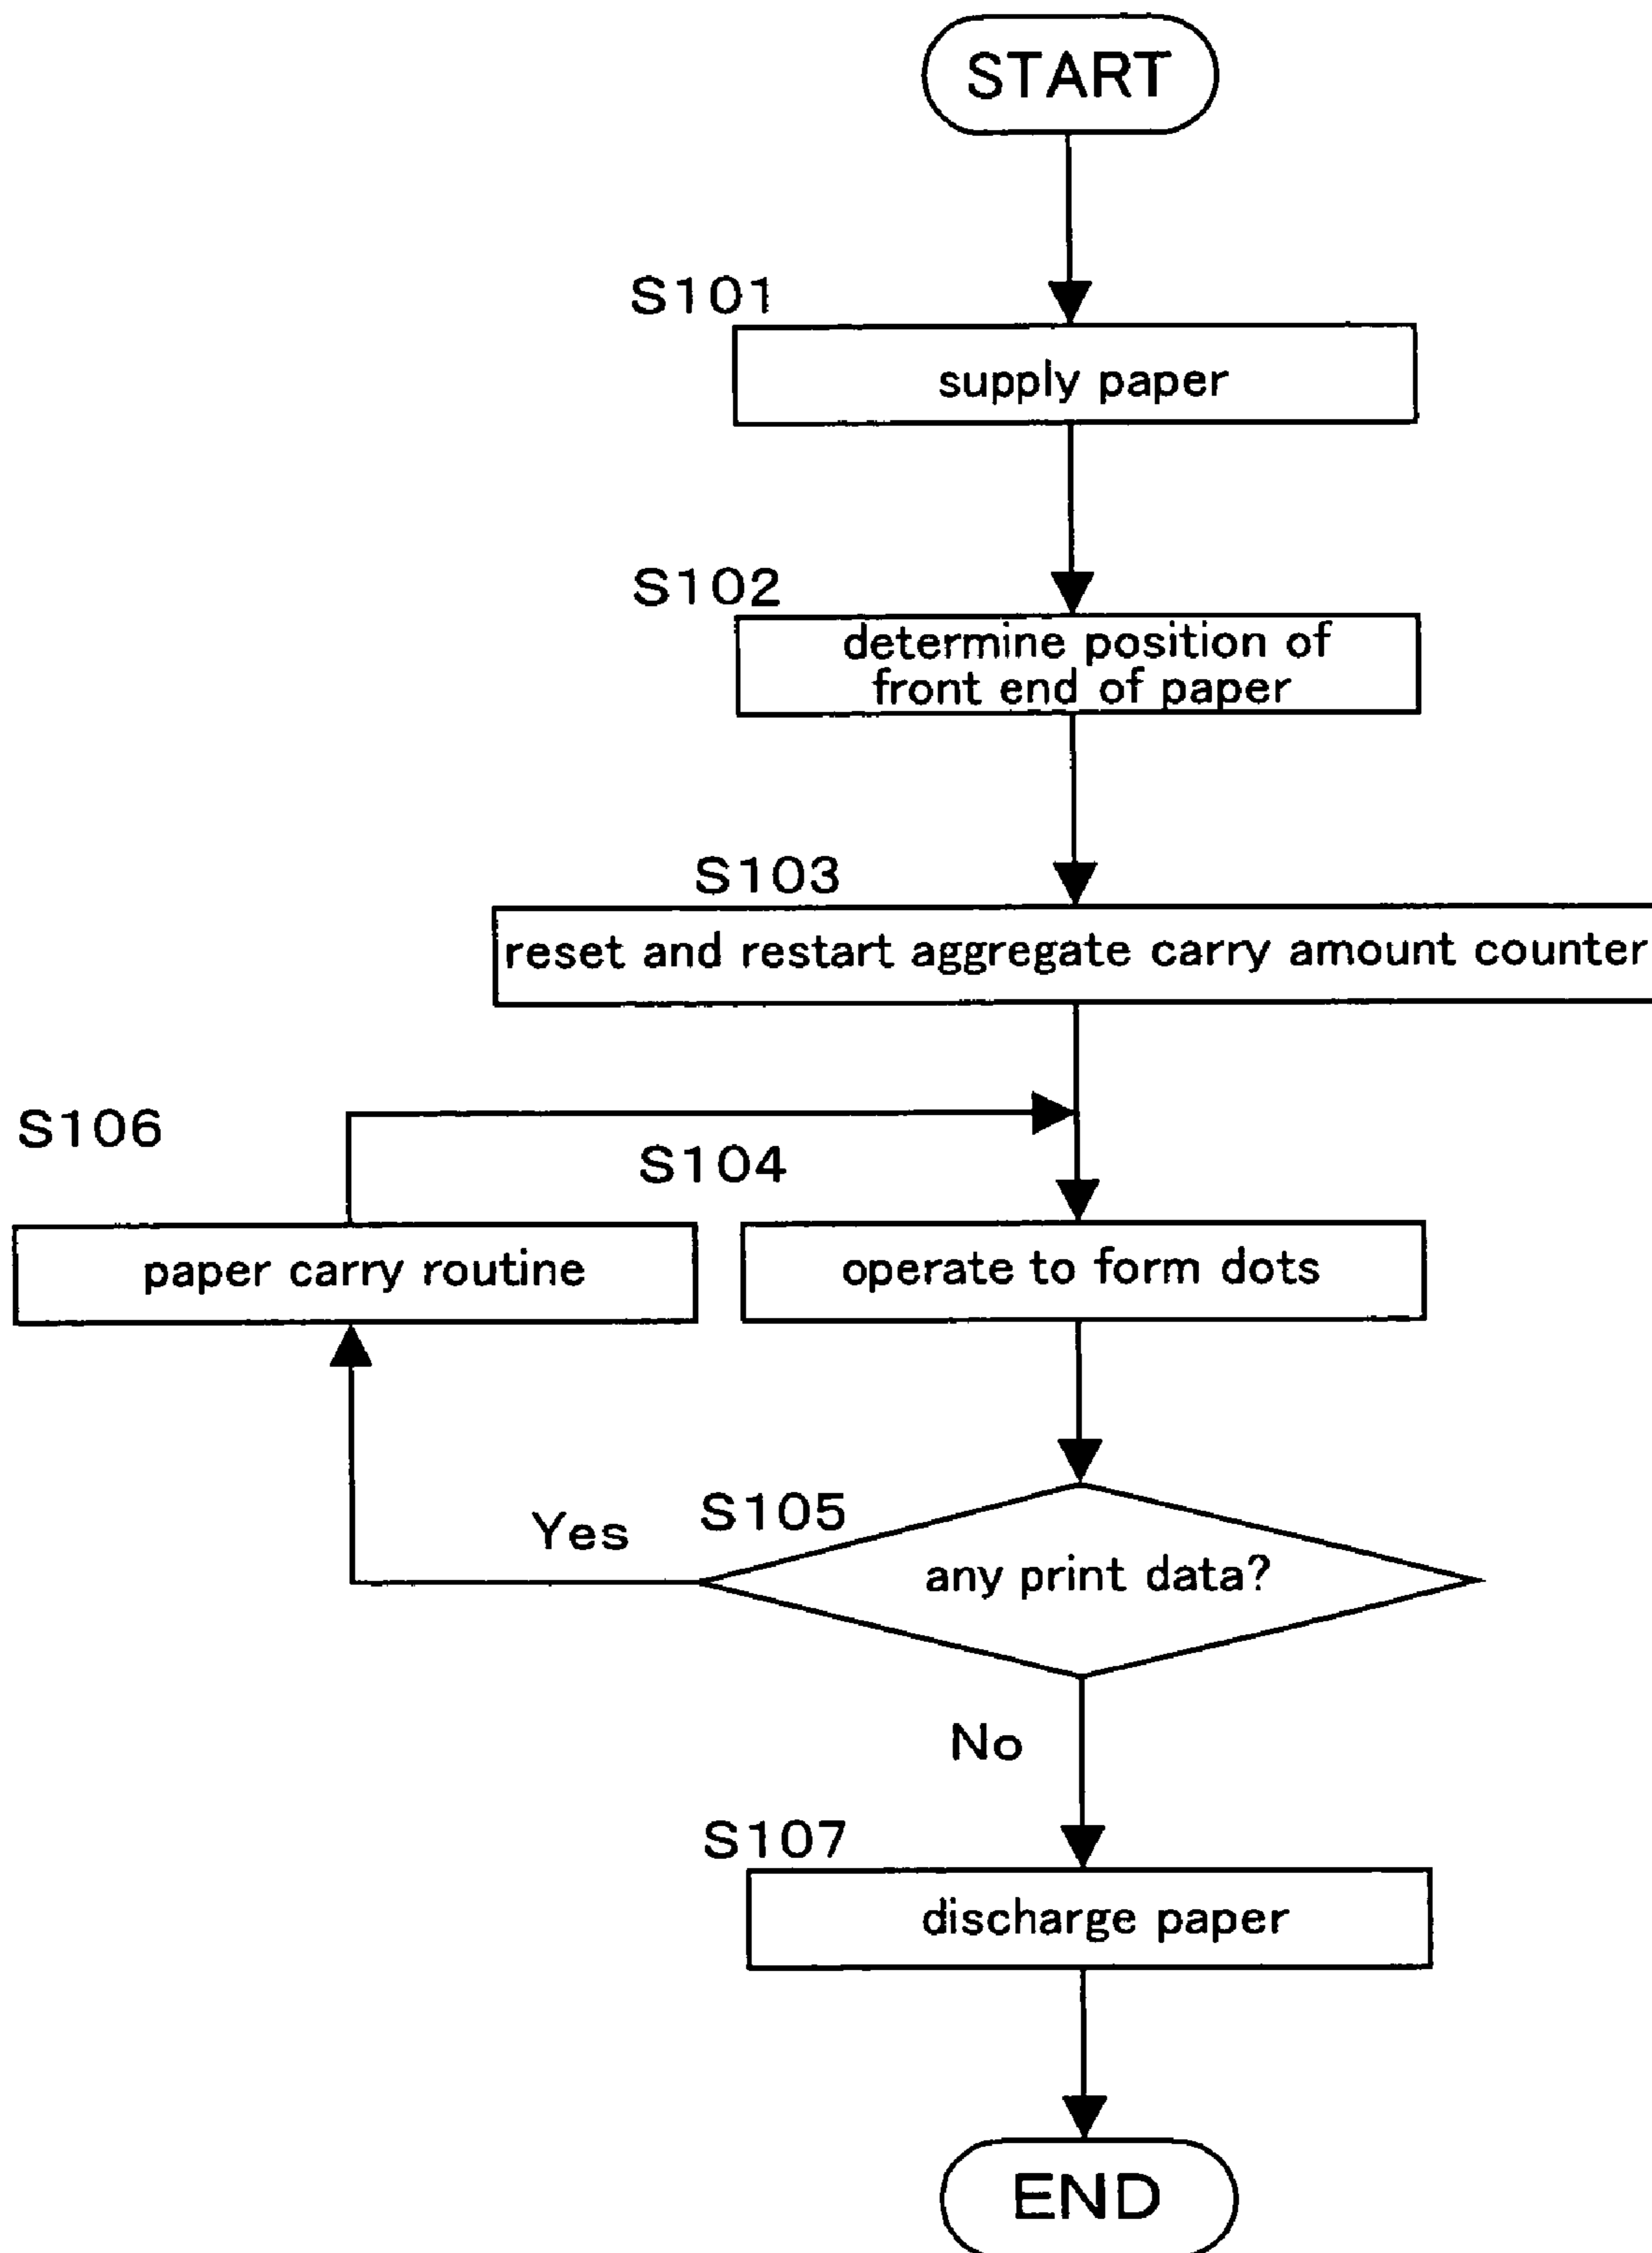 START
S101
supply paper
S102
determine position of
front end of paper
S103
reset and restart aggregate carry amount counter
S106
S104
paper carry routine
operate to form dots
S105
Yes
any print data?
No
S107
discharge paper
END